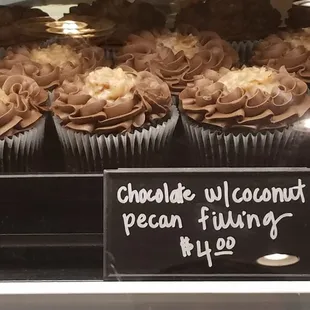 Chocolate w/coconut
pecan filling
$4.00